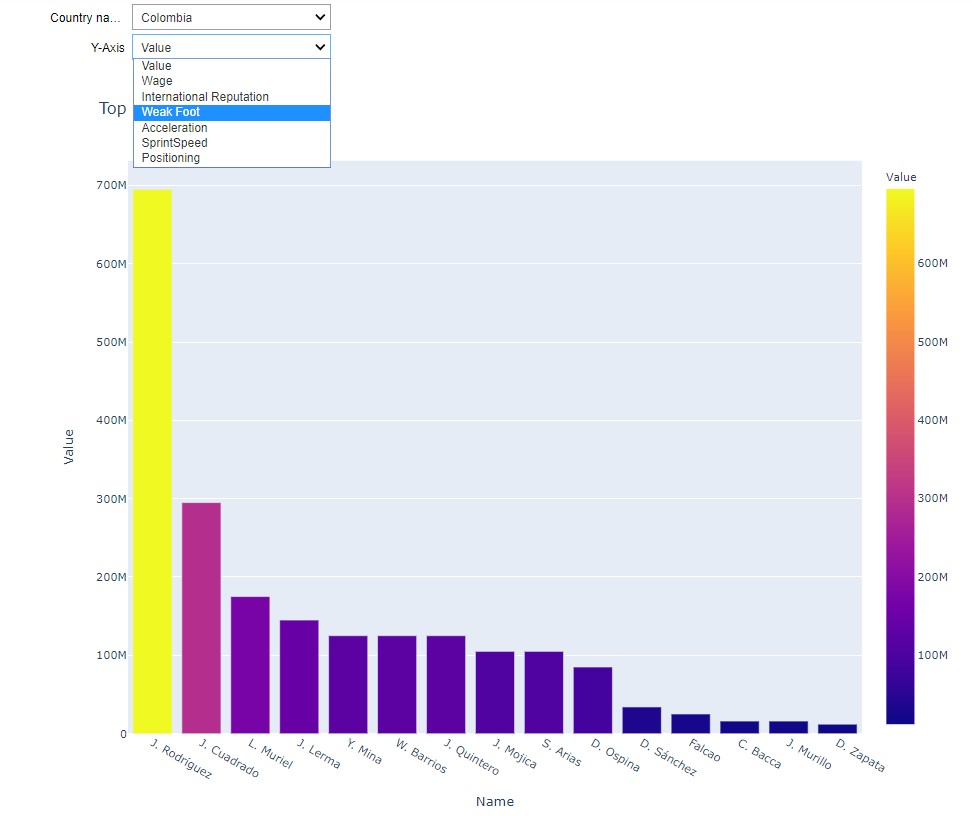 Country na... Colombia
Y-Axis Value
Value
Wage
International Reputation
Weak Foot
Acceleration
SprintSpeed
Positioning
Top
Value
700M
600M
500M
400M
300M
200M
100M
0
Value
600M
500M
400M
300M
200M
100M
J. Rodríguez
J. Cuadrado
L. Muriel
J. Lerma
Y. Mina
W. Barrios
J. Quintero
J. Mojica
S. Arias
D. Ospina
D. Sánchez
Falcao
C. Bacca
J. Murillo
D. Zapata
Name